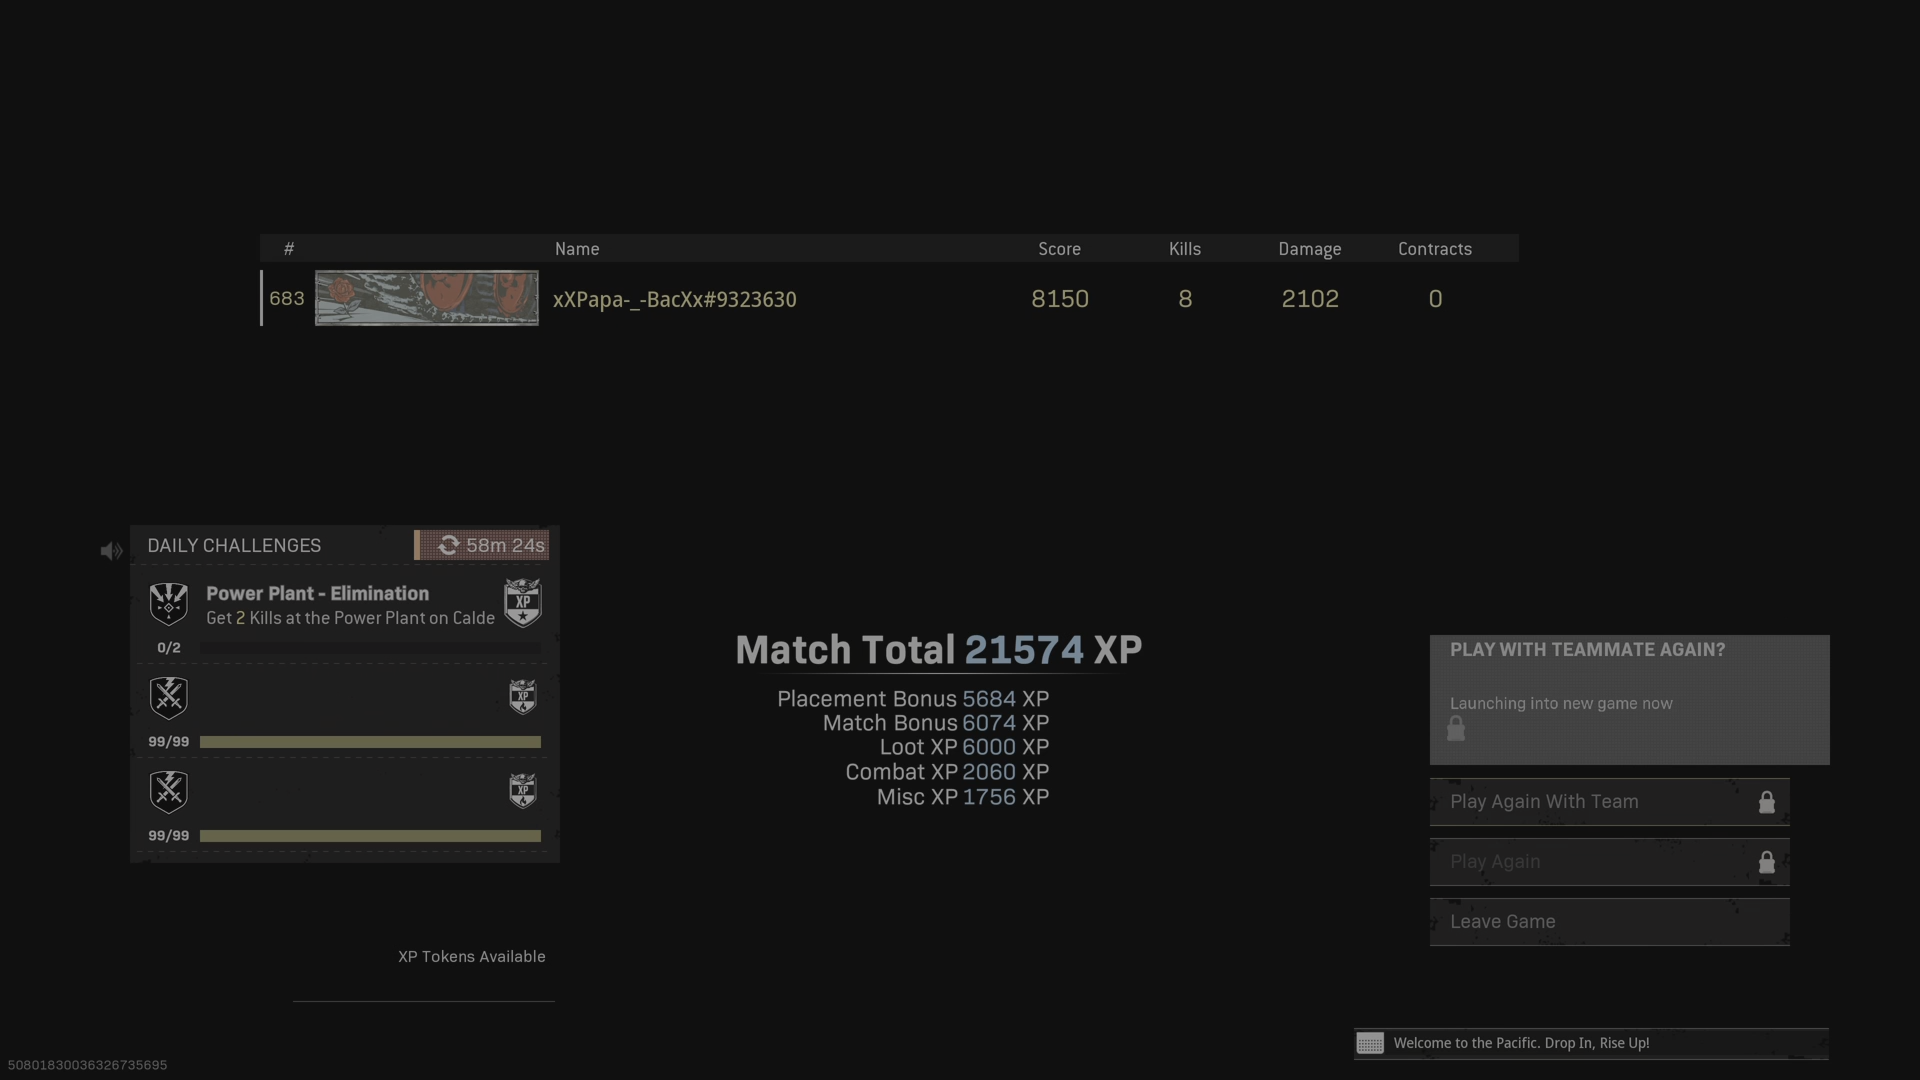 # Name Score Kills Damage Contracts
683 xXPapa-_-BacXx#9323630 8150 8 2102 0
DAILY CHALLENGES 58m 24s
Power Plant - Elimination
XP
Get 2 Kills at the Power Plant on Calde
0/2
XP
99/99
XP
99/99
XP Tokens Available
Match Total 21574 XP
Placement Bonus 5684 XP
Match Bonus 6074 XP
Loot XP 6000 XP
Combat XP 2060 XP
Misc XP 1756 XP
PLAY WITH TEAMMATE AGAIN?
Launching into new game now
Play Again With Team
Play Again
Leave Game
Welcome to the Pacific. Drop In, Rise Up!
50801830036326735695